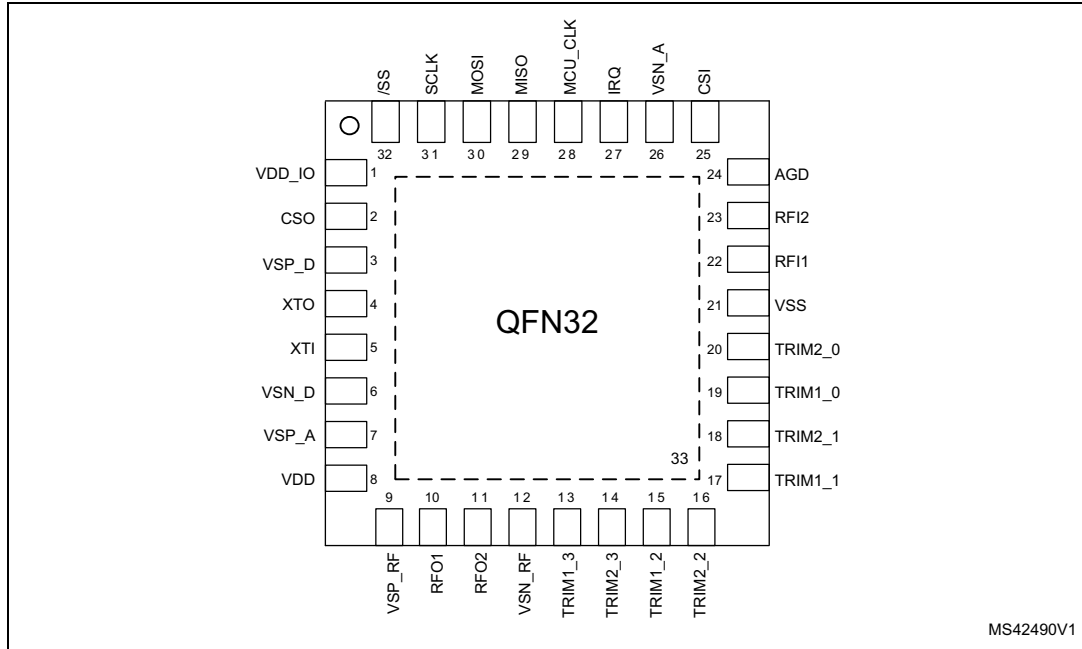 /SS
SCLK
MOSI
MISO
MCU_CLK
IRQ
VSN_A
CSI
32
31
30
29
28
27
26
25
VDD_IO 1
CSO 2
VSP_D 3
XTO 4
XTI 5
VSN_D 6
VSP_A 7
VDD 8
QFN32
24 AGD
23 RFI2
22 RFI1
21 VSS
20 TRIM2_0
19 TRIM1_0
18 TRIM2_1
17 TRIM1_1
33
9
10
11
12
13
14
15
16
VSP_RF
RFO1
RFO2
VSN_RF
TRIM1_3
TRIM2_3
TRIM1_2
TRIM2_2
MS42490V1